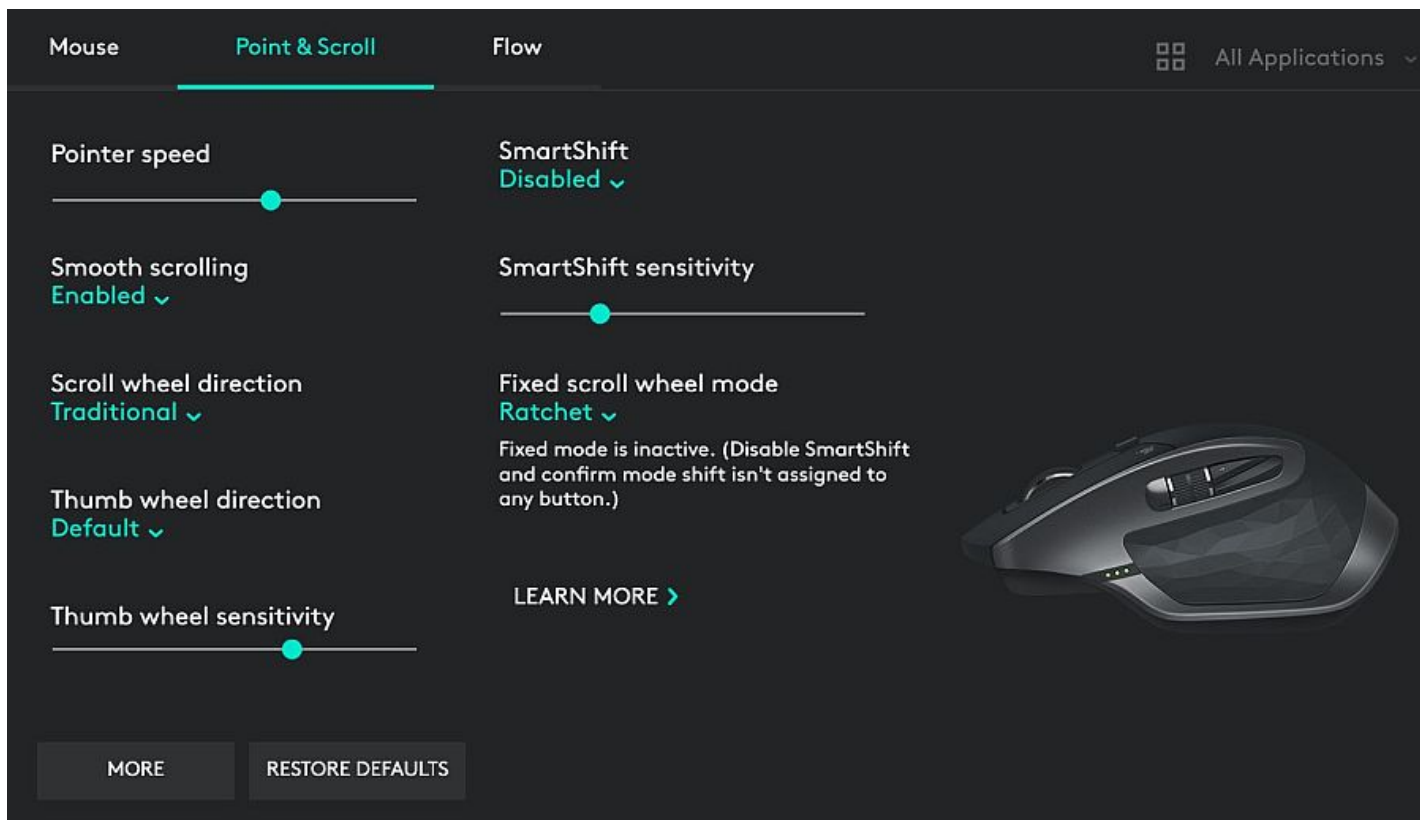 Mouse
Point & Scroll
Flow
All Applications
Pointer speed
Smooth scrolling
Enabled
Scroll wheel direction
Traditional
Thumb wheel direction
Default
Thumb wheel sensitivity
MORE
RESTORE DEFAULTS
SmartShift
Disabled
SmartShift sensitivity
Fixed scroll wheel mode
Ratchet
Fixed mode is inactive. (Disable SmartShift
and confirm mode shift isn't assigned to
any button.)
LEARN MORE